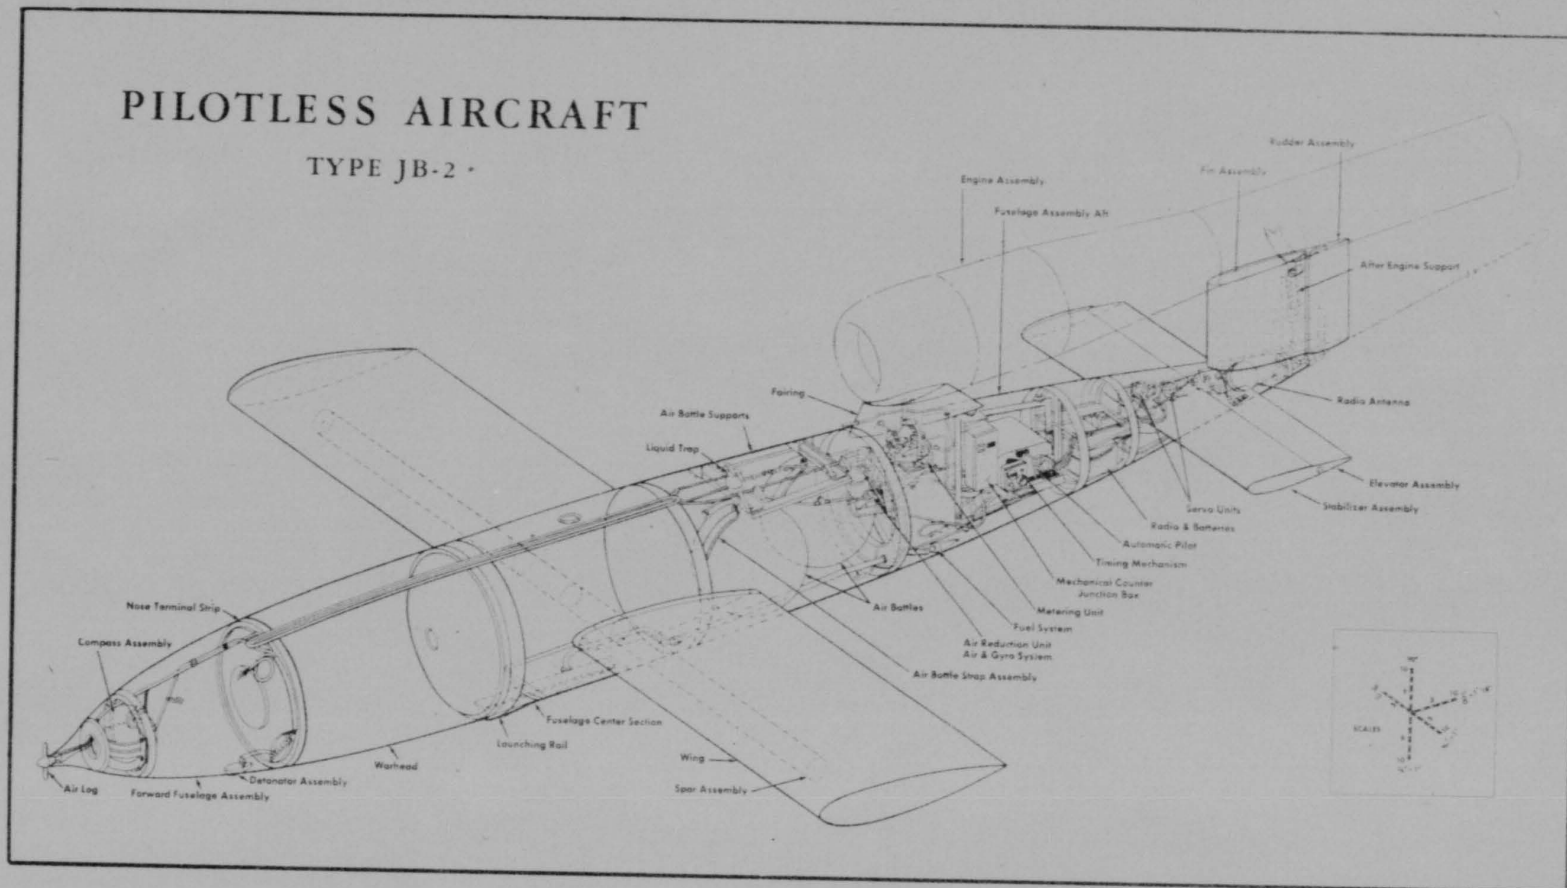 PILOTLESS AIRCRAFT
TYPE JB-2
Rudder Assembly
Fin Assembly
Engine Assembly
Fuselage Assembly Aft
After Engine Support
Radio Antenna
Elevator Assembly
Stabilizer Assembly
Servo Units
Radio & Batteries
Automatic Pilot
Timing Mechanism
Mechanical Counter
Junction Box
Metering Unit
Fuel System
Air Reduction Unit
Air & Gyro System
Air Bottle Strap Assembly
Air Bottles
Fairing
Air Bottle Supports
Liquid Trap
Nose Terminal Strip
Compass Assembly
Air Log
Forward Fuselage Assembly
Detonator Assembly
Warhead
Launching Rail
Fuselage Center Section
Wing
Spar Assembly
SCALES